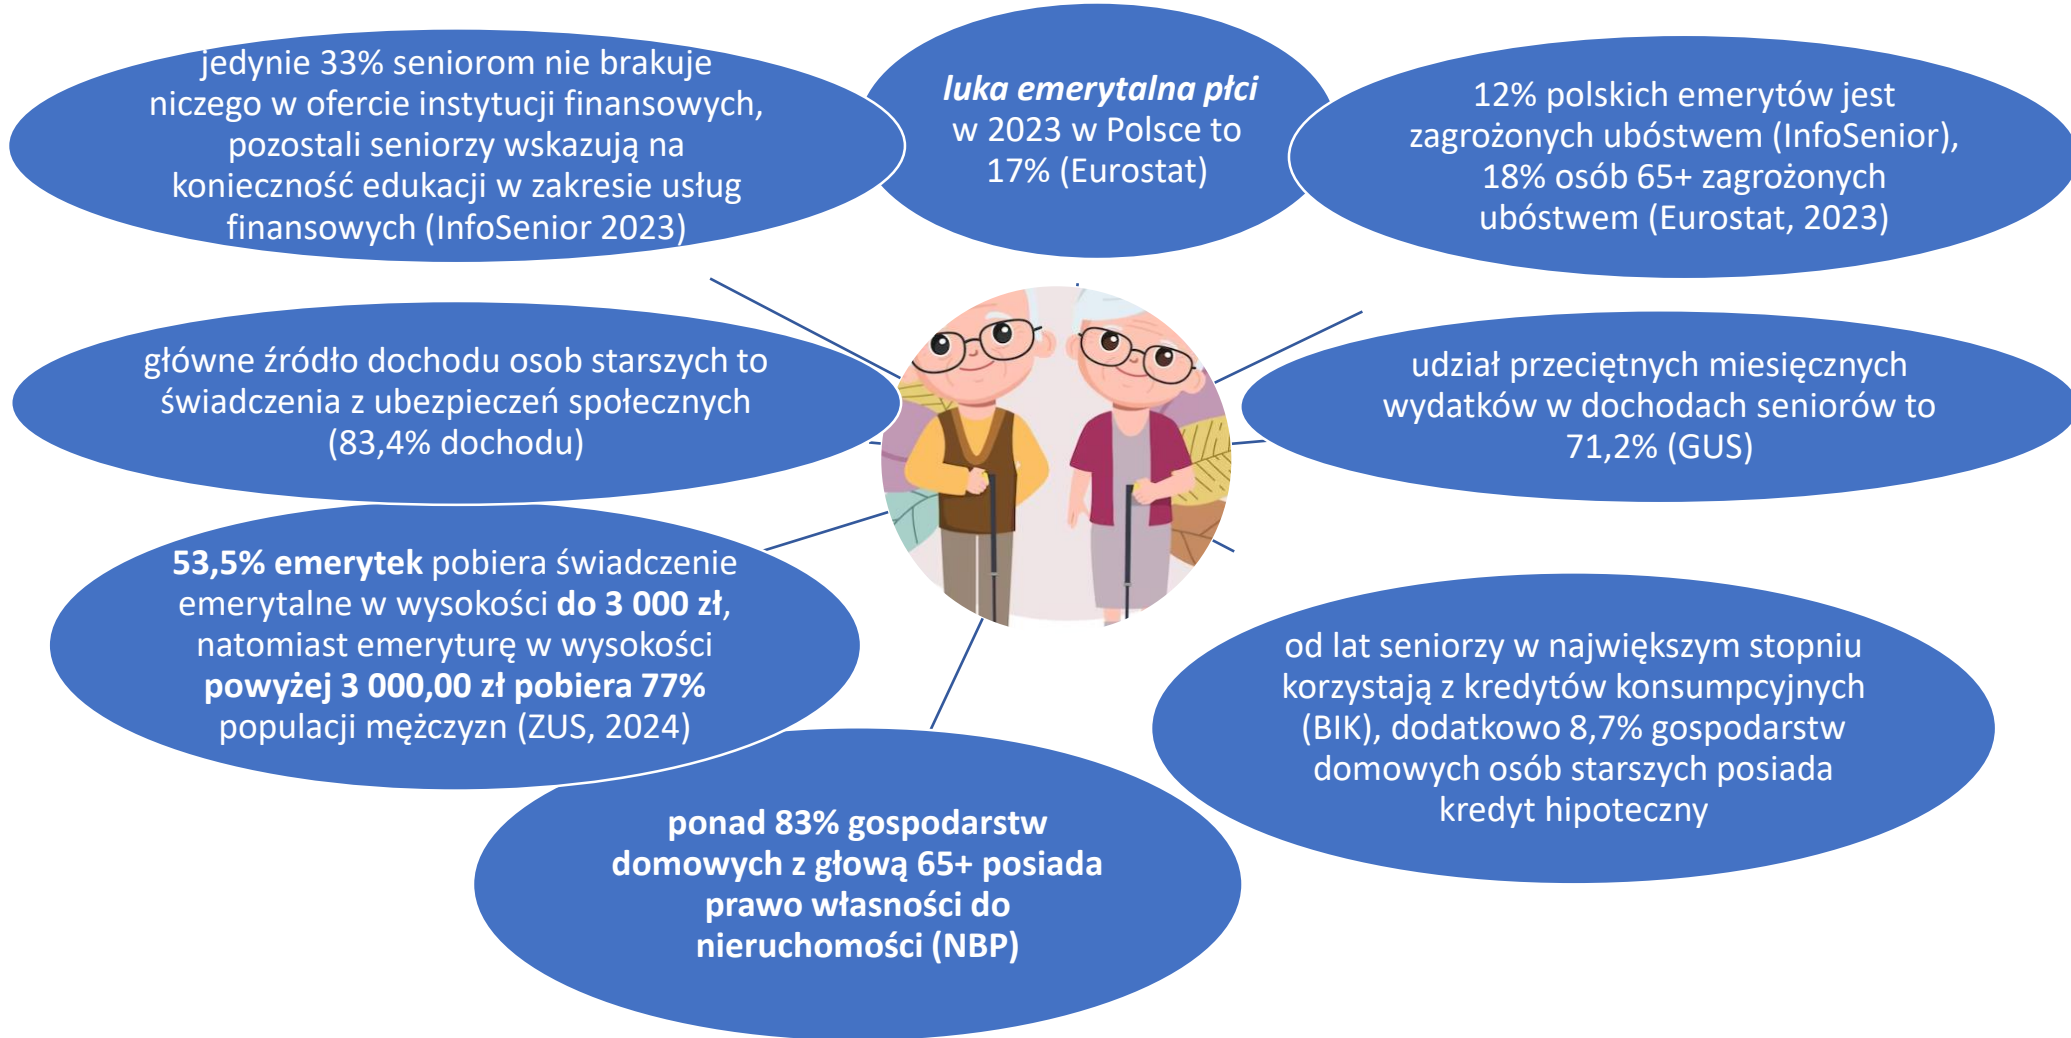 jedynie 33% seniorom nie brakuje
niczego w ofercie instytucji finansowych,
pozostali seniorzy wskazują na
konieczność edukacji w zakresie usług
finansowych (InfoSenior 2023)
luka emerytalna płci
w 2023 w Polsce to
17% (Eurostat)
12% polskich emerytów jest
zagrożonych ubóstwem (InfoSenior),
18% osób 65+ zagrożonych
ubóstwem (Eurostat, 2023)
główne źródło dochodu osob starszych to
świadczenia z ubezpieczeń społecznych
(83,4% dochodu)
udział przeciętnych miesięcznych
wydatków w dochodach seniorów to
71,2% (GUS)
53,5% emerytek pobiera świadczenie
emerytalne w wysokości do 3 000 zł,
natomiast emeryturę w wysokości
powyżej 3 000,00 zł pobiera 77%
populacji mężczyzn (ZUS, 2024)
od lat seniorzy w największym stopniu
korzystają z kredytów konsumpcyjnych
(BIK), dodatkowo 8,7% gospodarstw
domowych osób starszych posiada
kredyt hipoteczny
ponad 83% gospodarstw
domowych z głową 65+ posiada
prawo własności do
nieruchomości (NBP)